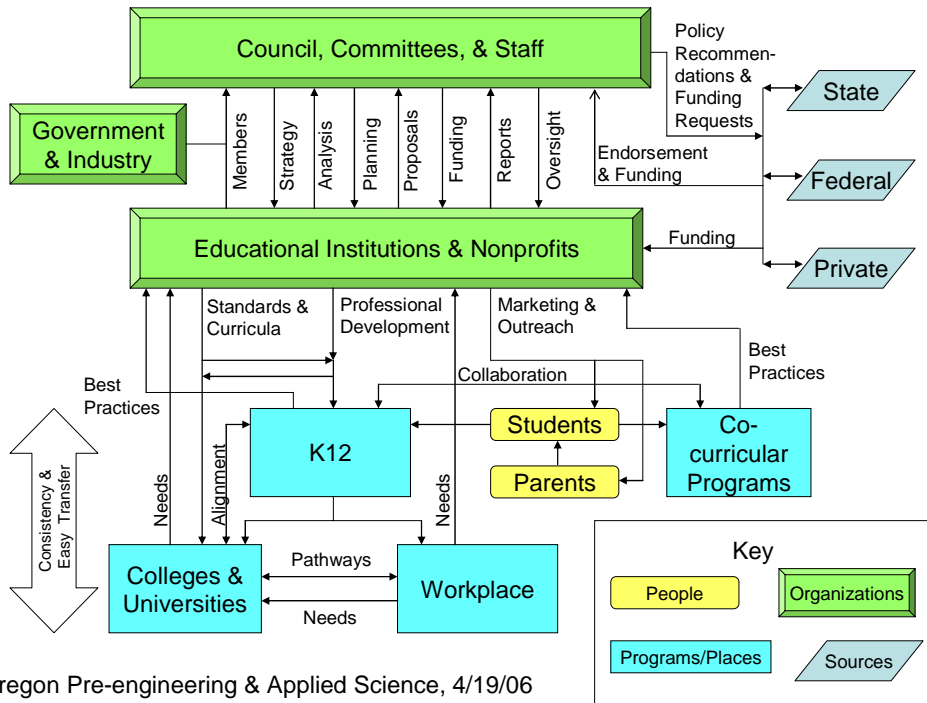 Council, Committees, & Staff
Policy
Recommen-
dations &
Funding
Requests
State
Government
& Industry
Members
Strategy
Analysis
Planning
Proposals
Funding
Reports
Oversight
Endorsement
& Funding
Federal
Educational Institutions & Nonprofits
Funding
Private
Standards &
Curricula
Professional
Development
Marketing &
Outreach
Best
Practices
Collaboration
Best
Practices
K12
Students
Parents
Co-
curricular
Programs
Consistency &
Easy Transfer
Needs
Alignment
Needs
Colleges &
Universities
Pathways
Needs
Workplace
Key
People
Organizations
Programs/Places
Sources
regon Pre-engineering & Applied Science, 4/19/06